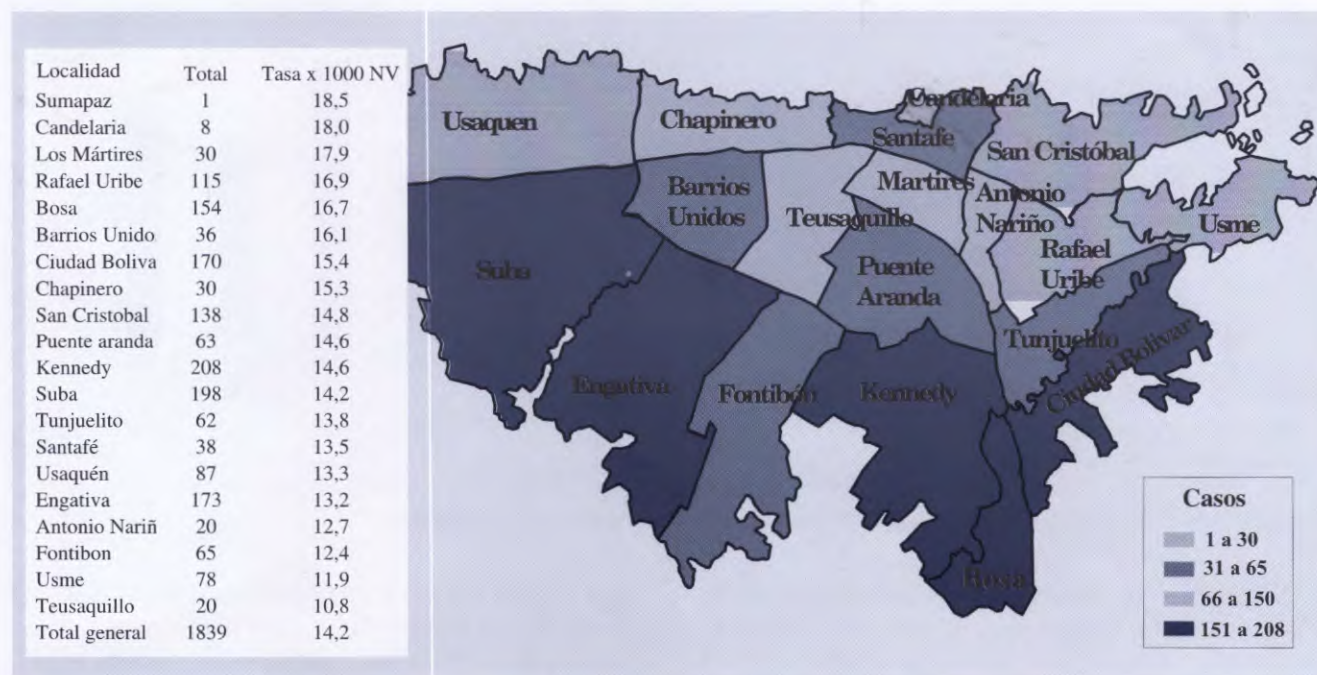 Localidad Total Tasa x 1000 NV
Sumapaz 1 18,5
Candelaria 8 18,0
Los Mártires 30 17,9
Rafael Uribe 115 16,9
Bosa 154 16,7
Barrios Unido 36 16,1
Ciudad Boliva 170 15,4
Chapinero 30 15,3
San Cristobal 138 14,8
Puente aranda 63 14,6
Kennedy 208 14,6
Suba 198 14,2
Tunjuelito 62 13,8
Santafé 38 13,5
Usaquén 87 13,3
Engativa 173 13,2
Antonio Nariñ 20 12,7
Fontibon 65 12,4
Usme 78 11,9
Teusaquillo 20 10,8
Total general 1839 14,2
Usaquen
Chapinero
Candelaria
Santafe
San Cristóbal
Barrios
Unidos
Martires
Antonio
Nariño
Teusaquillo
Usme
Rafael
Uribe
Suba
Puente
Aranda
Tunjuelito
Ciudad Bolivar
Engativa
Fontibón
Kennedy
Bosa
Casos
1 a 30
31 a 65
66 a 150
151 a 208